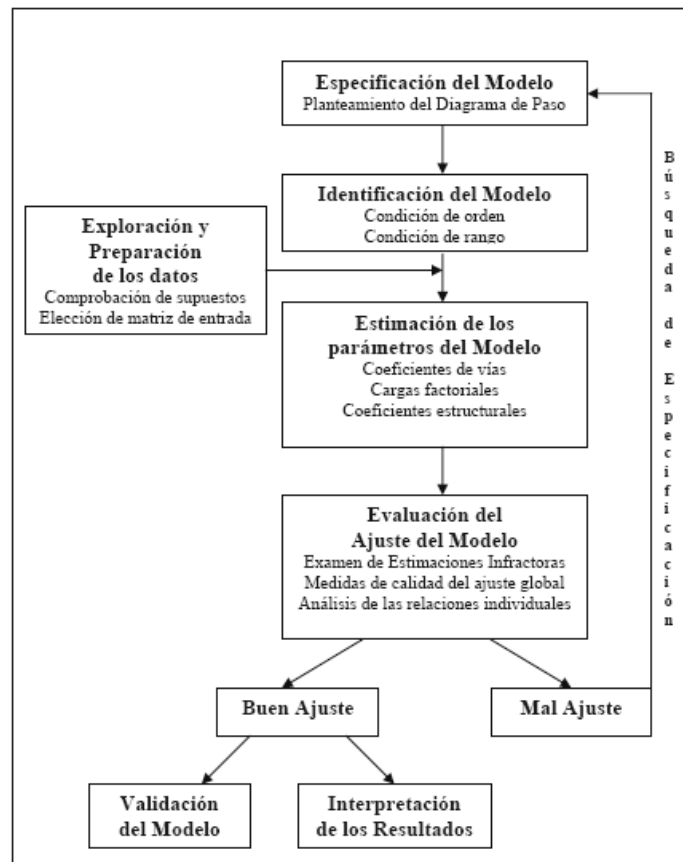 Especificación del Modelo
Planteamiento del Diagrama de Paso
Identificación del Modelo
Condición de orden
Condición de rango
Exploración y
Preparación
de los datos
Comprobación de supuestos
Elección de matriz de entrada
Estimación de los
parámetros del Modelo
Coeficientes de vías
Cargas factoriales
Coeficientes estructurales
Evaluación del
Ajuste del Modelo
Examen de Estimaciones Infractoras
Medidas de calidad del ajuste global
Análisis de las relaciones individuales
Buen Ajuste
Mal Ajuste
Validación
del Modelo
Interpretación
de los Resultados
Búsqueda de Especificación